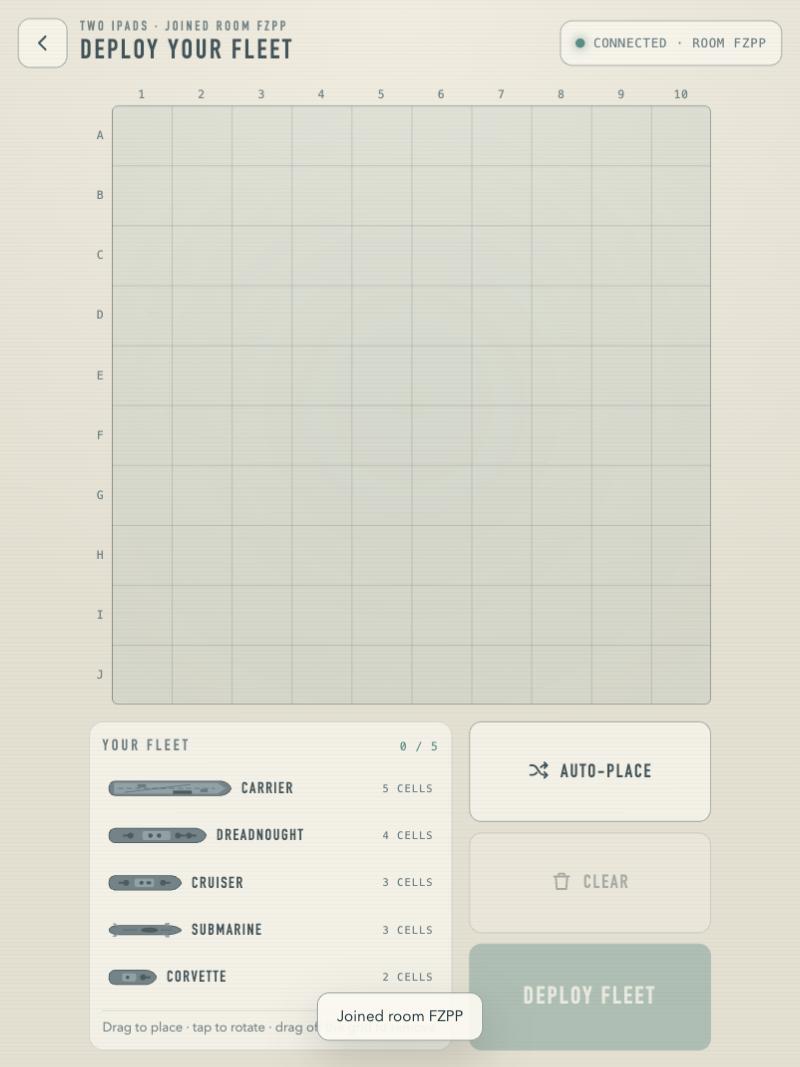 TWO IPADS · JOINED ROOM FZPP
DEPLOY YOUR FLEET
CONNECTED · ROOM FZPP
1 2 3 4 5 6 7 8 9 10
A
B
C
D
E
F
G
H
I
J
YOUR FLEET 0 / 5
CARRIER 5 CELLS
DREADNOUGHT 4 CELLS
CRUISER 3 CELLS
SUBMARINE 3 CELLS
CORVETTE 2 CELLS
Drag to place · tap to rotate · drag
AUTO-PLACE
CLEAR
DEPLOY FLEET
Joined room FZPP